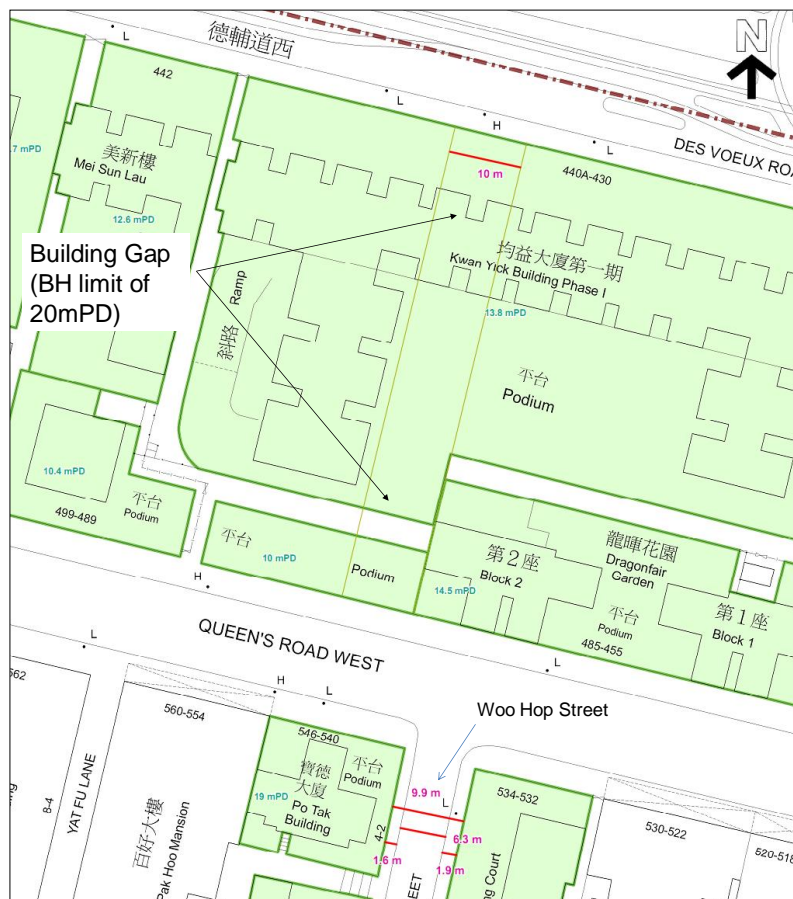 德輔道西
N
L
442
L
H
L
DES VOEUX ROA
美新樓
Mei Sun Lau
.7 mPD
12.6 mPD
10 m
440A-430
Building Gap
(BH limit of
20mPD)
均益大廈第一期
Kwan Yick Building Phase I
13.8 mPD
斜路
Ramp
平台
Podium
10.4 mPD
平台
Podium
499-489
平台
10 mPD
Podium
第2座
Block 2
14.5 mPD
龍暉花園
Dragonfair
Garden
平台
Podium
485-455
第1座
Block 1
H
QUEEN'S ROAD WEST
L
L
562
H
L
560-554
Woo Hop Street
546-540
平台
Podium
寶德
大廈
Po Tak
Building
19 mPD
YAT FU LANE
8-4
百好大樓
Pak Hoo Mansion
9.9 m
L
6.3 m
4-2
1.6 m
1.9 m
EET
534-532
ng Court
530-522
520-518